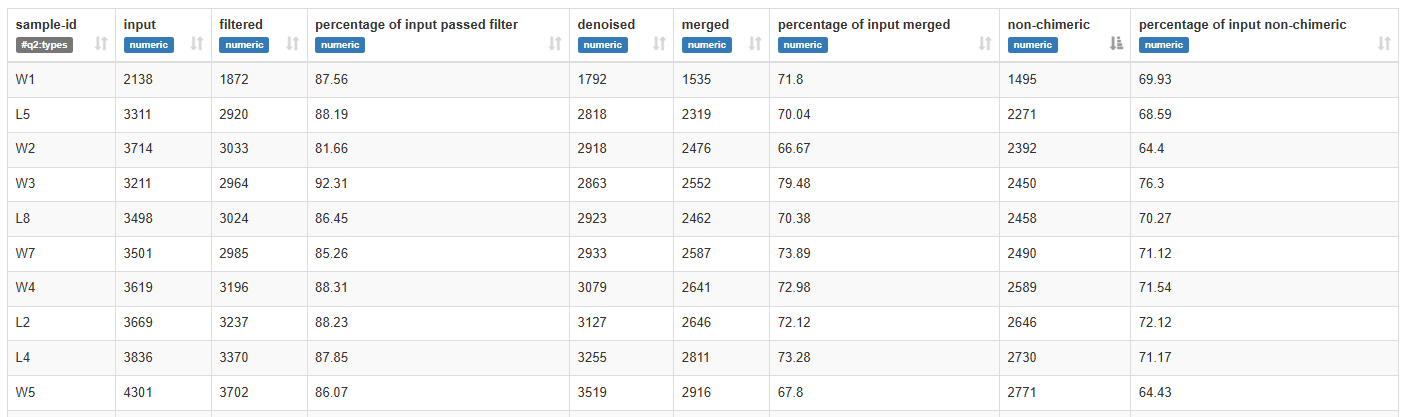 sample-id input filtered percentage of input passed filter denoised merged percentage of input merged non-chimeric percentage of input non-chimeric
#q2:types numeric numeric numeric numeric numeric numeric numeric numeric
W1 2138 1872 87.56 1792 1535 71.8 1495 69.93
L5 3311 2920 88.19 2818 2319 70.04 2271 68.59
W2 3714 3033 81.66 2918 2476 66.67 2392 64.4
W3 3211 2964 92.31 2863 2552 79.48 2450 76.3
L8 3498 3024 86.45 2923 2462 70.38 2458 70.27
W7 3501 2985 85.26 2933 2587 73.89 2490 71.12
W4 3619 3196 88.31 3079 2641 72.98 2589 71.54
L2 3669 3237 88.23 3127 2646 72.12 2646 72.12
L4 3836 3370 87.85 3255 2811 73.28 2730 71.17
W5 4301 3702 86.07 3519 2916 67.8 2771 64.43